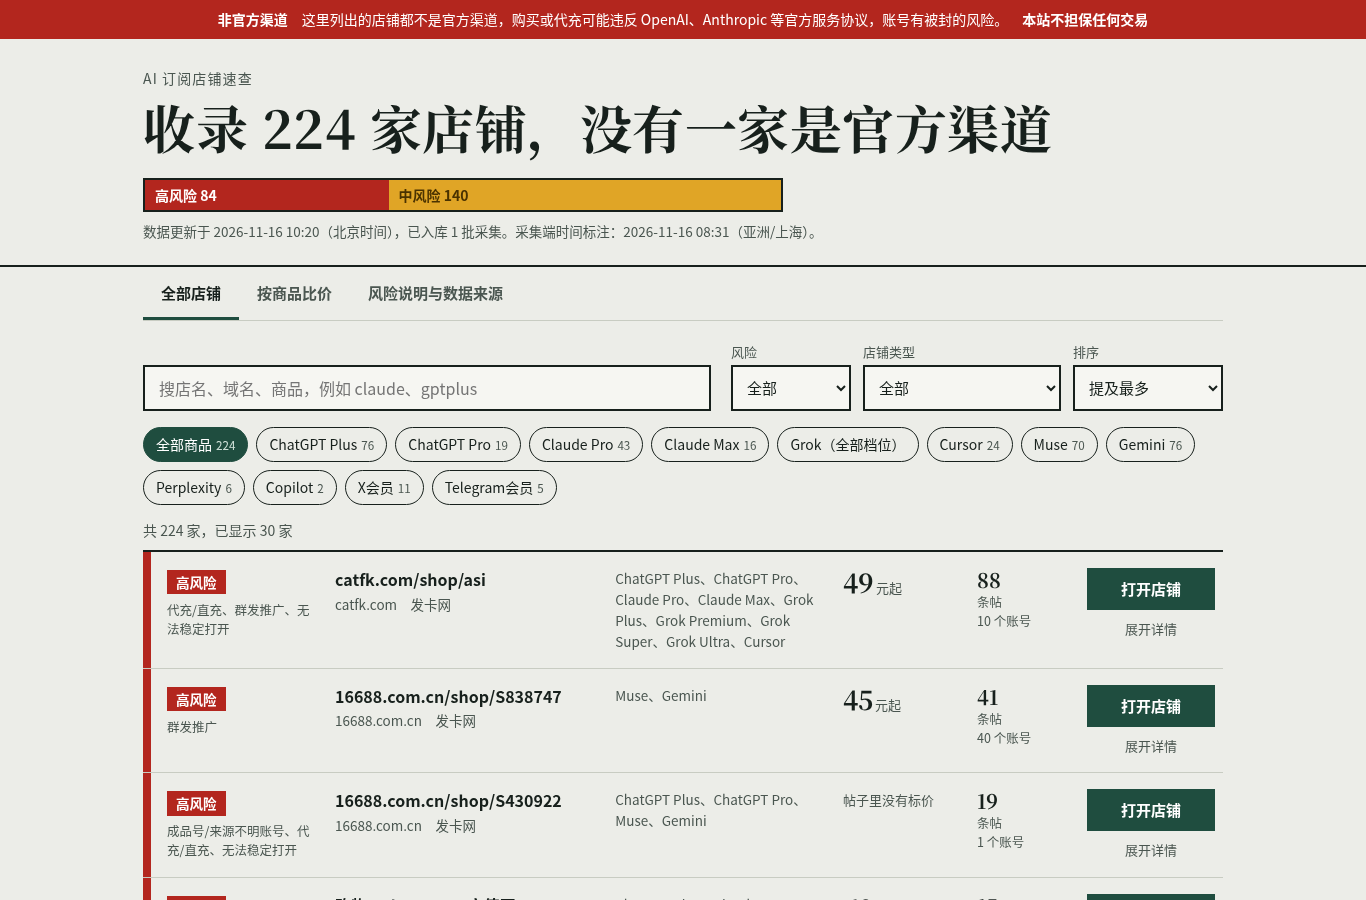 非官方渠道 这里列出的店铺都不是官方渠道，购买或代充可能违反 OpenAI、Anthropic 等官方服务协议，账号有被封的风险。 本站不担保任何交易
AI 订阅店铺速查
收录 224 家店铺，没有一家是官方渠道
高风险 84 中风险 140
数据更新于 2026-11-16 10:20（北京时间），已入库 1 批采集。采集端时间标注：2026-11-16 08:31（亚洲/上海）。
全部店铺 按商品比价 风险说明与数据来源
风险 店铺类型 排序
搜店名、域名、商品，例如 claude、gptplus 全部 全部 提及最多
全部商品 224 ChatGPT Plus 76 ChatGPT Pro 19 Claude Pro 43 Claude Max 16 Grok（全部档位） Cursor 24 Muse 70 Gemini 76
Perplexity 6 Copilot 2 X会员 11 Telegram会员 5
共 224 家，已显示 30 家
高风险
代充/直充、群发推广、无
法稳定打开
catfk.com/shop/asi
catfk.com 发卡网
ChatGPT Plus、ChatGPT Pro、
Claude Pro、Claude Max、Grok
Plus、Grok Premium、Grok
Super、Grok Ultra、Cursor
49 元起
88
条帖
10 个账号
打开店铺
展开详情
高风险
群发推广
16688.com.cn/shop/S838747
16688.com.cn 发卡网
Muse、Gemini
45 元起
41
条帖
40 个账号
打开店铺
展开详情
高风险
成品号/来源不明账号、代
充/直充、无法稳定打开
16688.com.cn/shop/S430922
16688.com.cn 发卡网
ChatGPT Plus、ChatGPT Pro、
Muse、Gemini
帖子里没有标价
19
条帖
1 个账号
打开店铺
展开详情